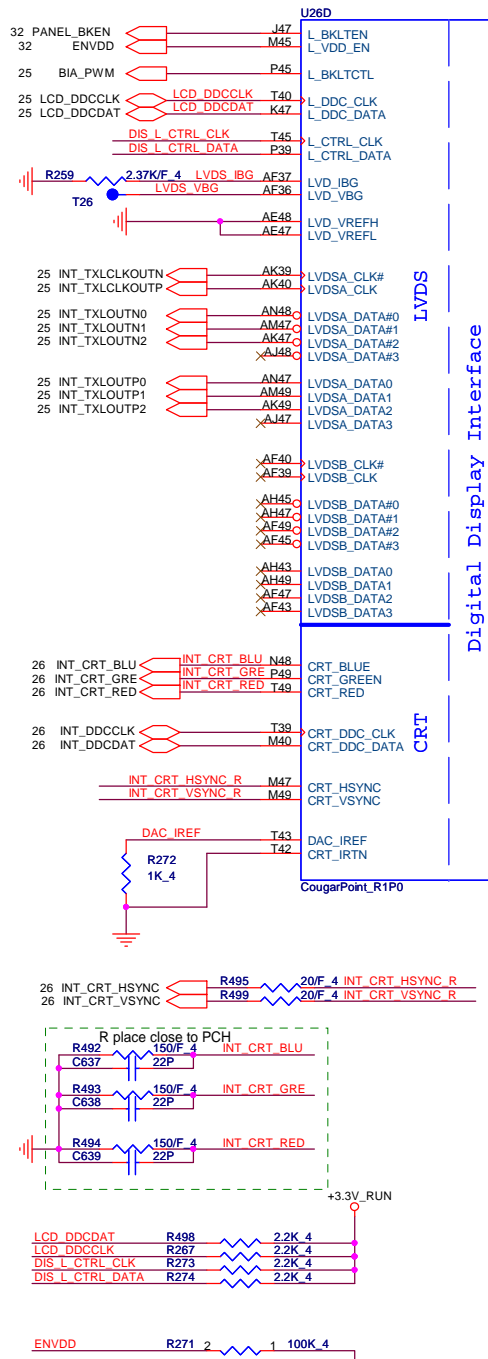 U26D
32 PANEL_BKEN J47 L_BKLTEN
32 ENVDD M45 L_VDD_EN
25 BIA_PWM P45 L_BKLTCTL
25 LCD_DDCCLK LCD_DDCCLK T40 L_DDC_CLK
25 LCD_DDCDAT LCD_DDCDAT K47 L_DDC_DATA
DIS_L_CTRL_CLK T45 L_CTRL_CLK
DIS_L_CTRL_DATA P39 L_CTRL_DATA
R259 2.37K/F_4 LVDS_IBG AF37 LVD_IBG
T26 LVDS_VBG AF36 LVD_VBG
AE48 LVD_VREFH
AE47 LVD_VREFL
25 INT_TXLCLKOUTN AK39 LVDSA_CLK#
25 INT_TXLCLKOUTP AK40 LVDSA_CLK
25 INT_TXLOUTN0 AN48 LVDSA_DATA#0
25 INT_TXLOUTN1 AM47 LVDSA_DATA#1
25 INT_TXLOUTN2 AK47 LVDSA_DATA#2
AJ48 LVDSA_DATA#3
25 INT_TXLOUTP0 AN47 LVDSA_DATA0
25 INT_TXLOUTP1 AM49 LVDSA_DATA1
25 INT_TXLOUTP2 AK49 LVDSA_DATA2
AJ47 LVDSA_DATA3
AF40 LVDSB_CLK#
AF39 LVDSB_CLK
AH45 LVDSB_DATA#0
AH47 LVDSB_DATA#1
AF49 LVDSB_DATA#2
AF45 LVDSB_DATA#3
AH43 LVDSB_DATA0
AH49 LVDSB_DATA1
AF47 LVDSB_DATA2
AF43 LVDSB_DATA3
LVDS
Digital Display Interface
26 INT_CRT_BLU INT_CRT_BLU N48 CRT_BLUE
26 INT_CRT_GRE INT_CRT_GRE P49 CRT_GREEN
26 INT_CRT_RED INT_CRT_RED T49 CRT_RED
26 INT_DDCCLK T39 CRT_DDC_CLK
26 INT_DDCDAT M40 CRT_DDC_DATA
CRT
INT_CRT_HSYNC_R M47 CRT_HSYNC
INT_CRT_VSYNC_R M49 CRT_VSYNC
DAC_IREF T43 DAC_IREF
T42 CRT_IRTN
R272
1K_4
CougarPoint_R1P0
26 INT_CRT_HSYNC R495 20/F_4 INT_CRT_HSYNC_R
26 INT_CRT_VSYNC R499 20/F_4 INT_CRT_VSYNC_R
R place close to PCH
R492 150/F_4 INT_CRT_BLU
C637 22P
R493 150/F_4 INT_CRT_GRE
C638 22P
R494 150/F_4 INT_CRT_RED
C639 22P
+3.3V_RUN
LCD_DDCDAT R498 2.2K_4
LCD_DDCCLK R267 2.2K_4
DIS_L_CTRL_CLK R273 2.2K_4
DIS_L_CTRL_DATA R274 2.2K_4
ENVDD R271 2 1 100K_4